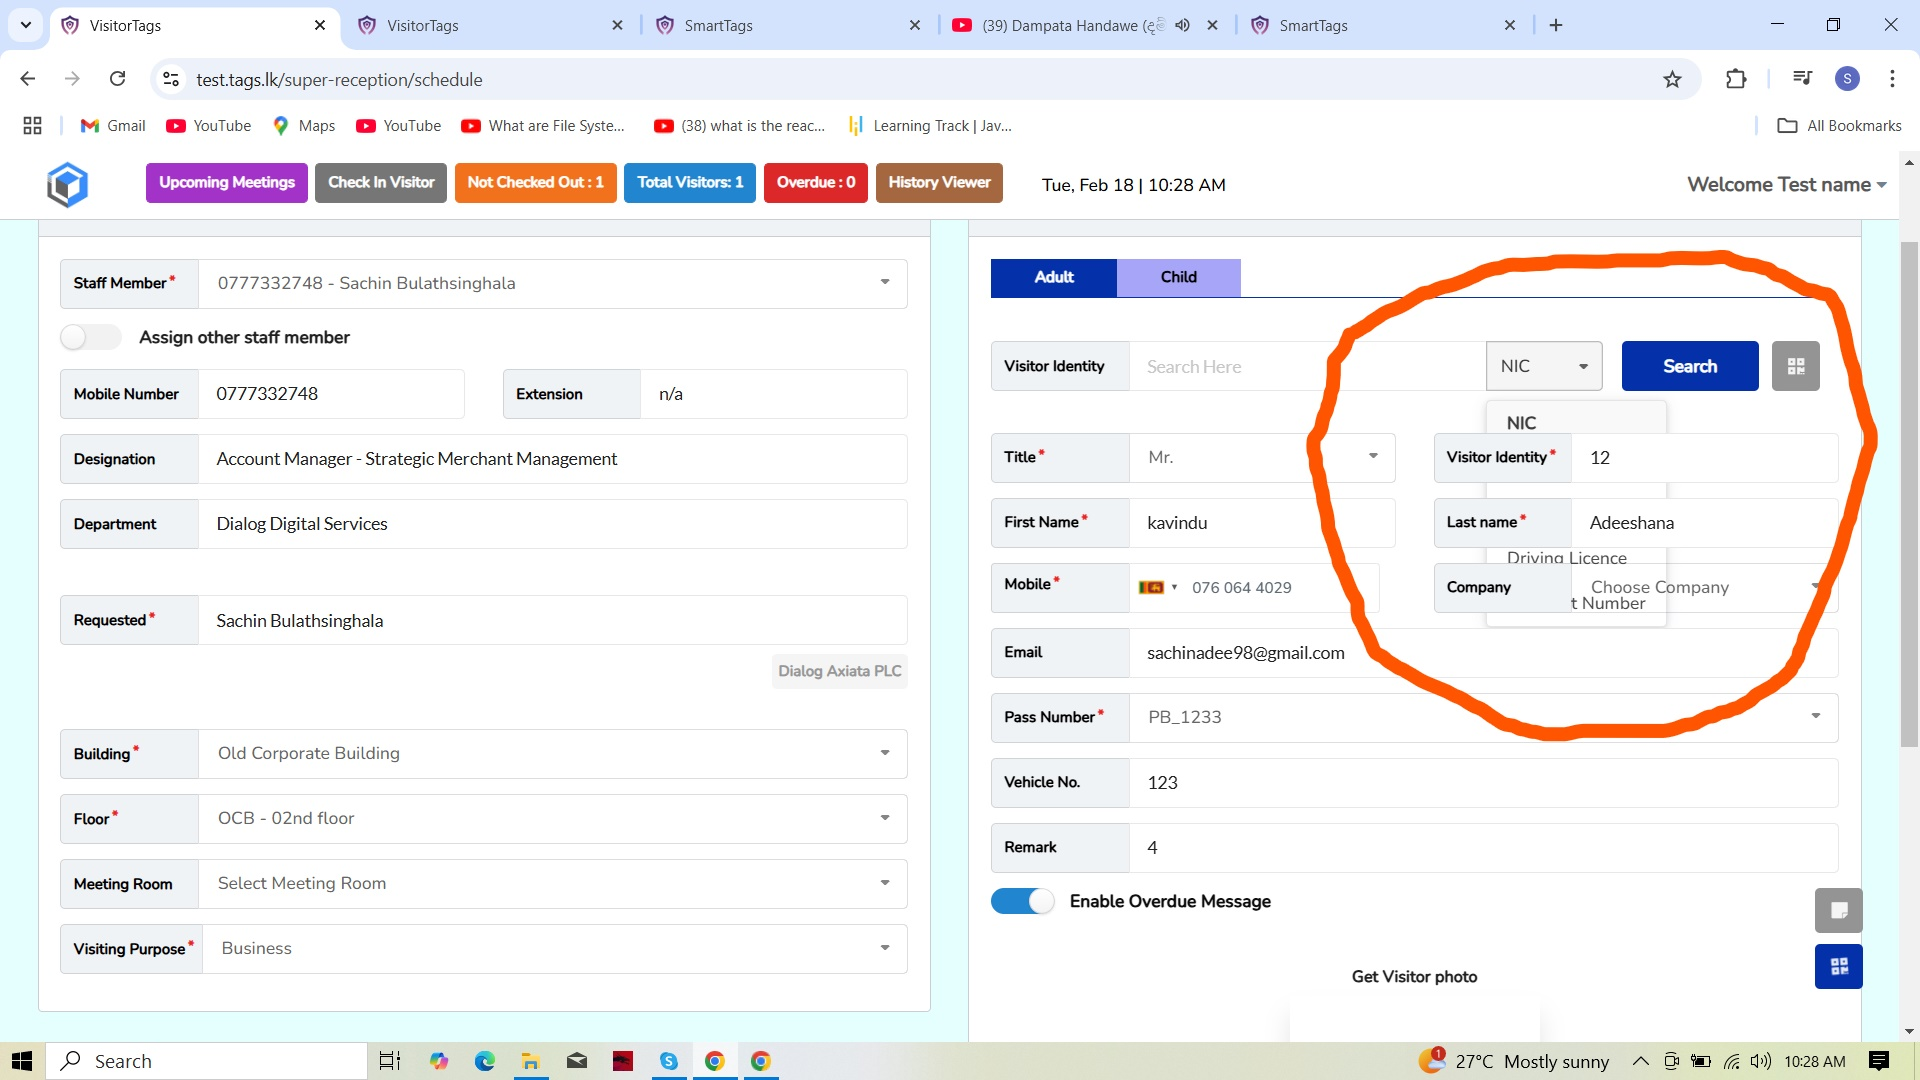 VisitorTags
VisitorTags
SmartTags
(39) Dampata Handawe
SmartTags
test.tags.lk/super-reception/schedule
S
Gmail
YouTube
Maps
YouTube
What are File Syste...
(38) what is the reac...
Learning Track | Jav...
All Bookmarks
Upcoming Meetings
Check In Visitor
Not Checked Out : 1
Total Visitors: 1
Overdue : 0
History Viewer
Tue, Feb 18 | 10:28 AM
Welcome Test name
Staff Member*
0777332748 - Sachin Bulathsinghala
Assign other staff member
Mobile Number
0777332748
Extension
n/a
Designation
Account Manager - Strategic Merchant Management
Department
Dialog Digital Services
Requested*
Sachin Bulathsinghala
Dialog Axiata PLC
Building*
Old Corporate Building
Floor*
OCB - 02nd floor
Meeting Room
Select Meeting Room
Visiting Purpose*
Business
Adult
Child
Visitor Identity
Search Here
NIC
Search
NIC
Title*
Mr.
Visitor Identity*
12
First Name*
kavindu
Last name*
Adeeshana
Driving Licence
Mobile*
076 064 4029
Company
Choose Company
t Number
Email
sachinadee98@gmail.com
Pass Number*
PB_1233
Vehicle No.
123
Remark
4
Enable Overdue Message
Get Visitor photo
Search
1
27°C Mostly sunny
10:28 AM